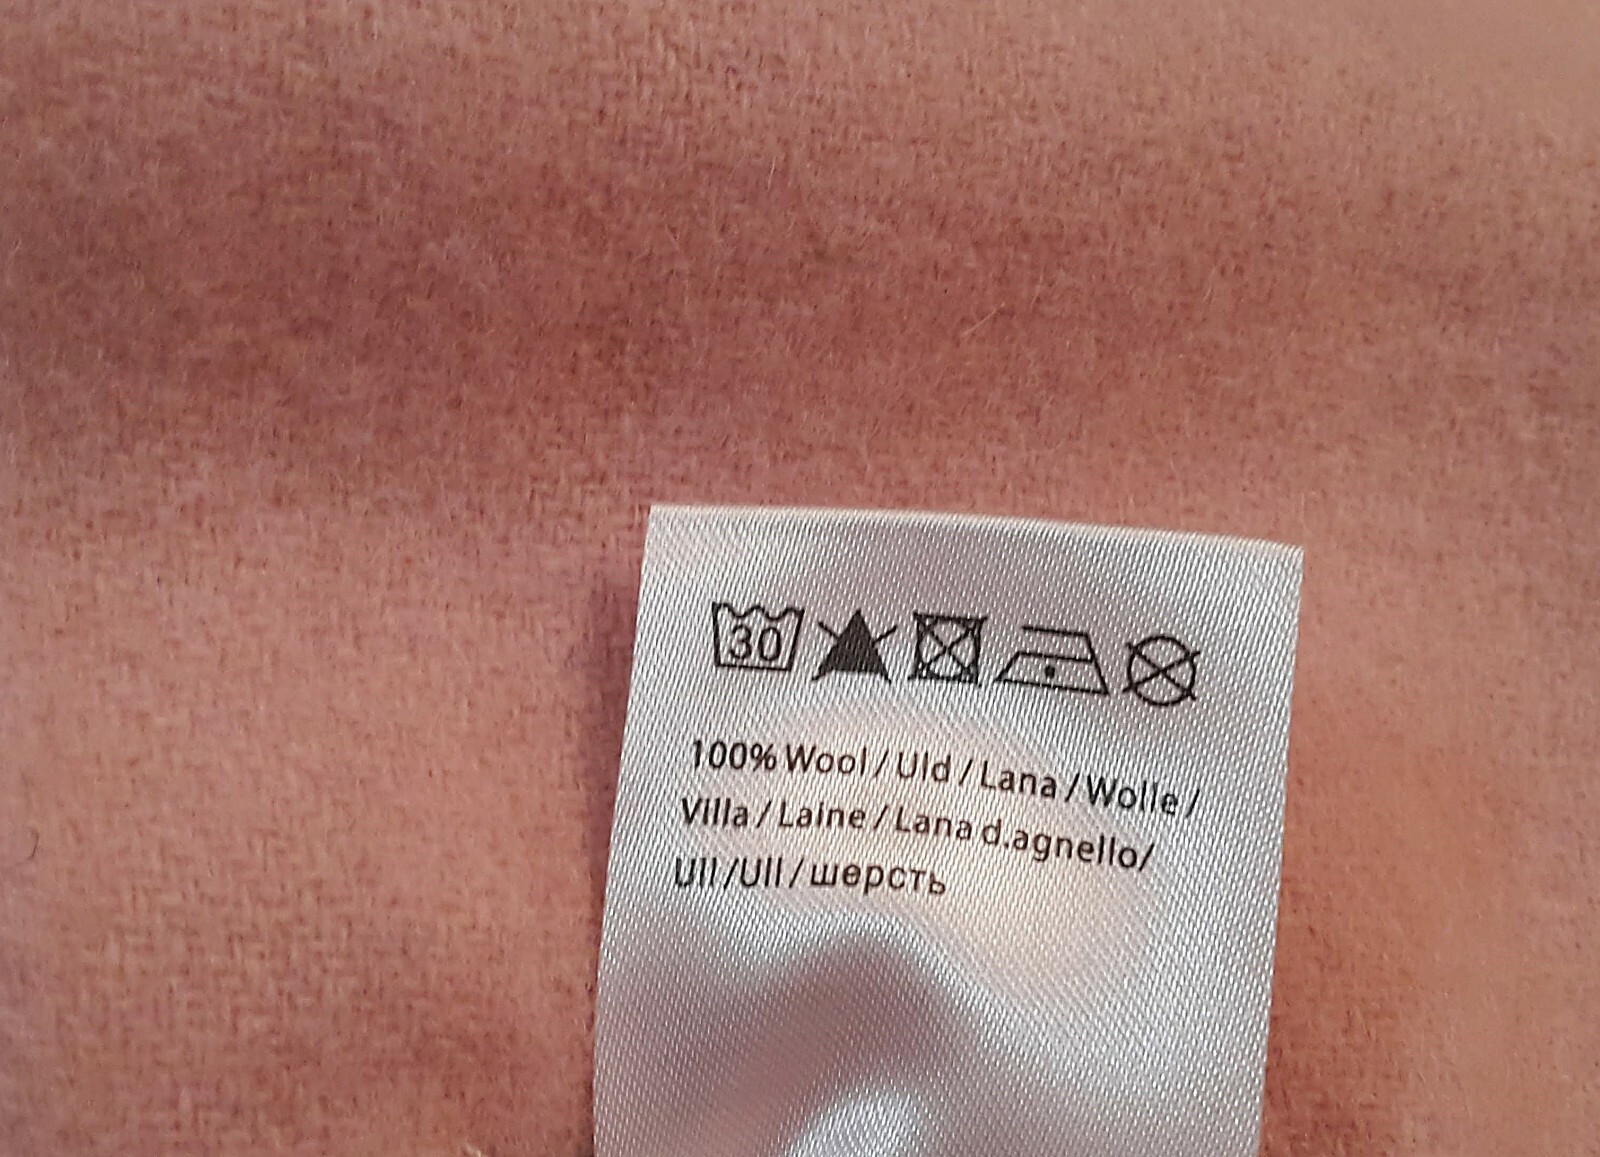 30
100% Wool / Uld / Lana / Wolle /
Villa / Laine / Lana d.agnello/
Ull /Ull / шерсть